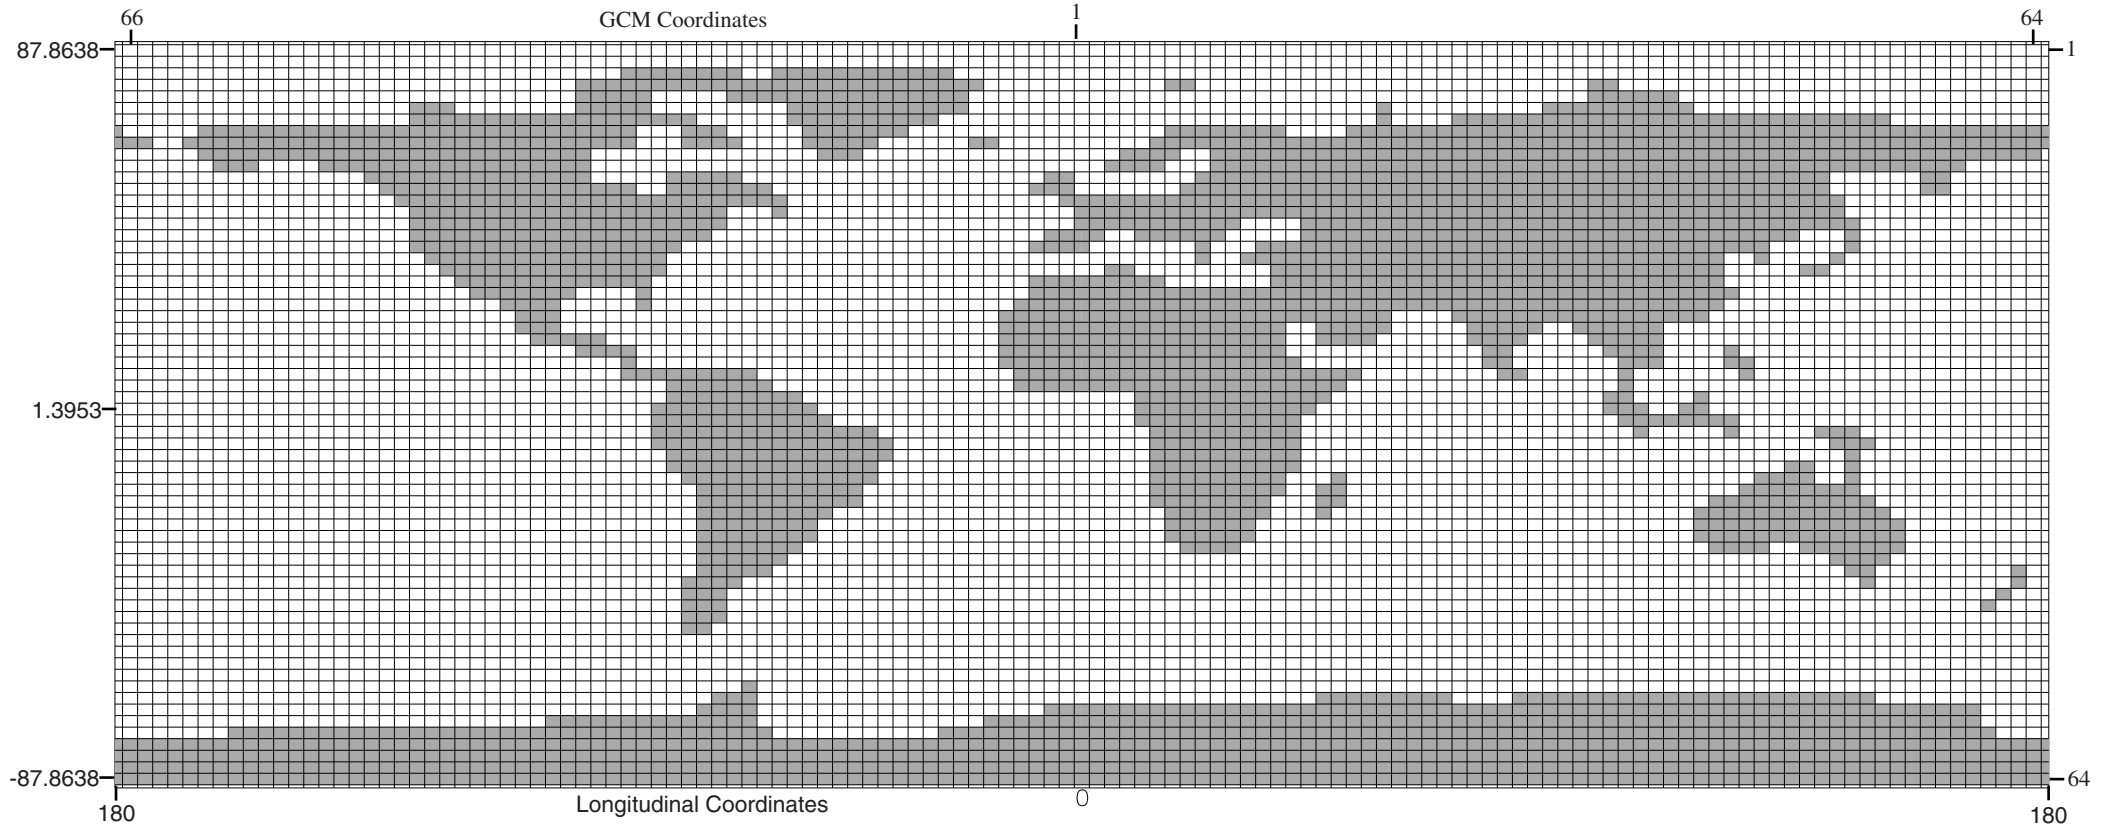 66 GCM Coordinates 1 64
87.8638 1
1.3953
-87.8638 64
180 Longitudinal Coordinates 0 180